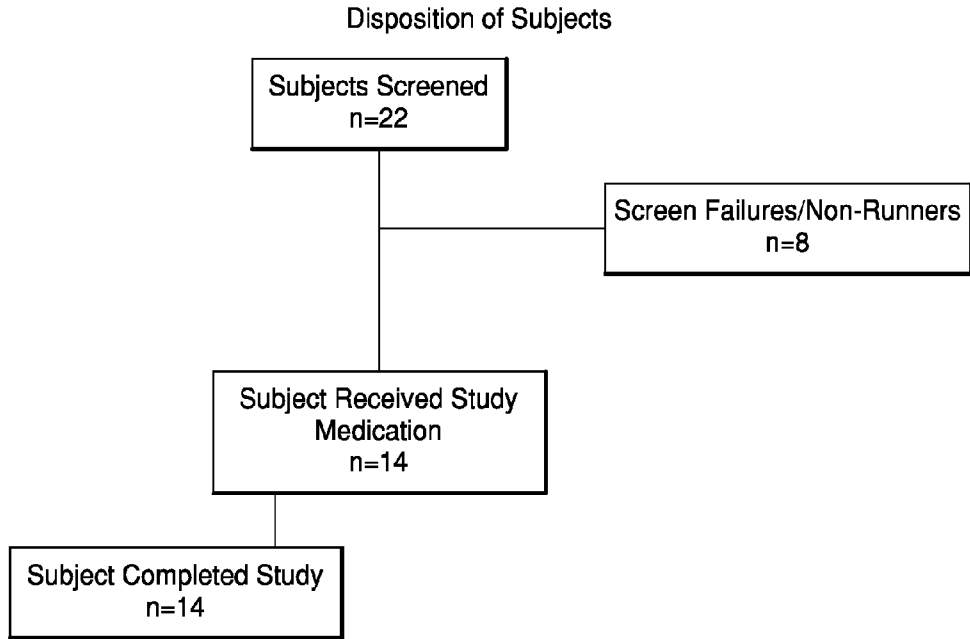 Disposition of Subjects
Subjects Screened
n=22
Screen Failures/Non-Runners
n=8
Subject Received Study
Medication
n=14
Subject Completed Study
n=14